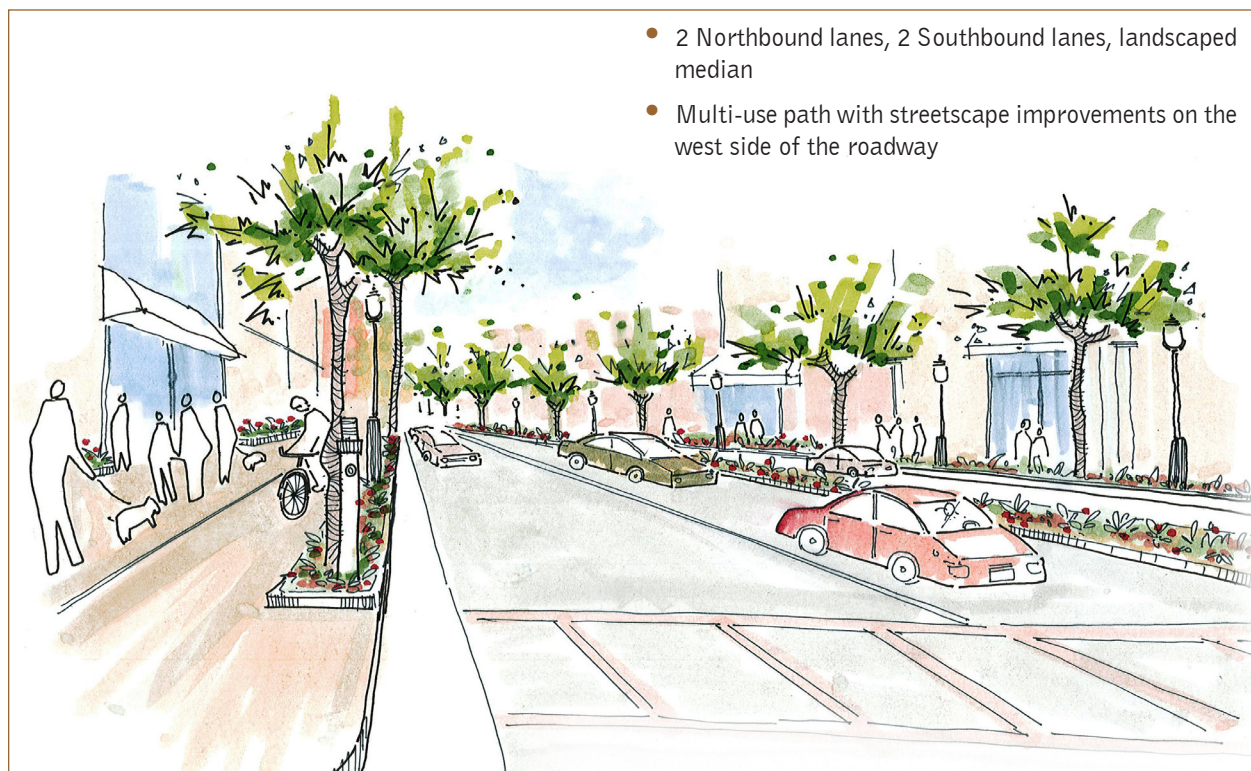 • 2 Northbound lanes, 2 Southbound lanes, landscaped
median
• Multi-use path with streetscape improvements on the
west side of the roadway